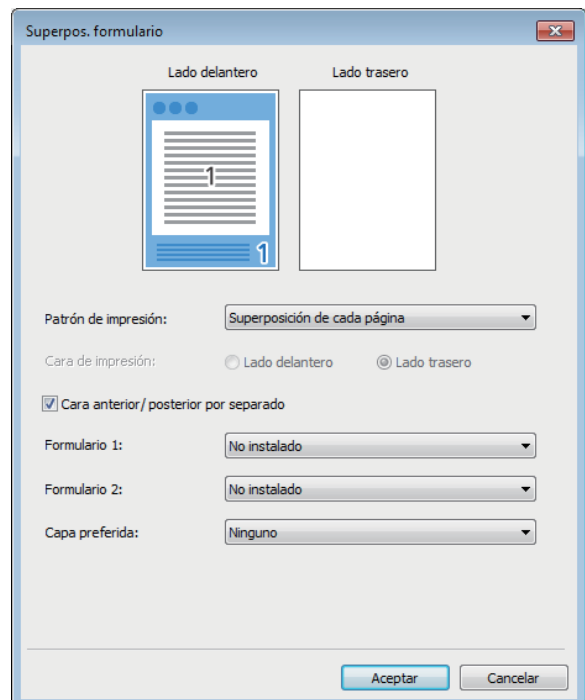 Superpos. formulario
Lado delantero Lado trasero
1
1
Patrón de impresión: Superposición de cada página
Cara de impresión: Lado delantero Lado trasero
Cara anterior/posterior por separado
Formulario 1: No instalado
Formulario 2: No instalado
Capa preferida: Ninguno
Aceptar Cancelar